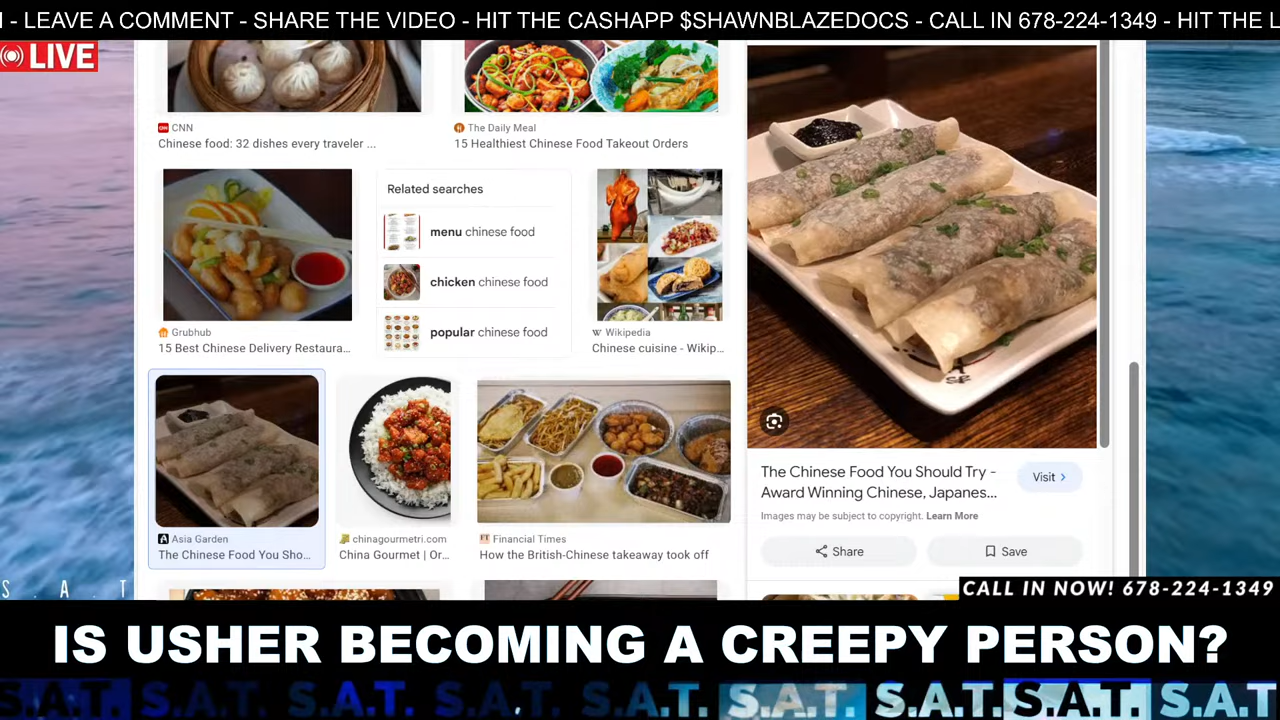 - LEAVE A COMMENT - SHARE THE VIDEO - HIT THE CASHAPP $SHAWNBLAZEDOCS - CALL IN 678-224-1349 - HIT THE
LIVE
CNN
Chinese food: 32 dishes every traveler ...
The Daily Meal
15 Healthiest Chinese Food Takeout Orders
Related searches
menu chinese food
chicken chinese food
popular chinese food
Grubhub
15 Best Chinese Delivery Restaura...
W Wikipedia
Chinese cuisine - Wikip...
Asia Garden
The Chinese Food You Sho...
chinagourmetri.com
China Gourmet | Or...
FT Financial Times
How the British-Chinese takeaway took off
The Chinese Food You Should Try -
Award Winning Chinese, Japanes...
Visit
Images may be subject to copyright. Learn More
Share
Save
S. A. T
CALL IN NOW! 678-224-1349
IS USHER BECOMING A CREEPY PERSON?
S.A.T. S.A.T. S.A.T. S.A.T. S.A.T. S.A.T. S.A.T. S.A.T. S.A.T